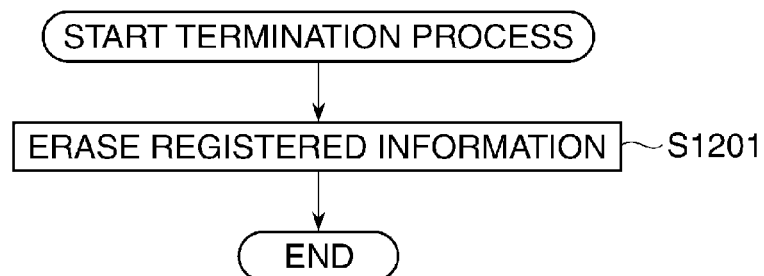 START TERMINATION PROCESS
ERASE REGISTERED INFORMATION S1201
END